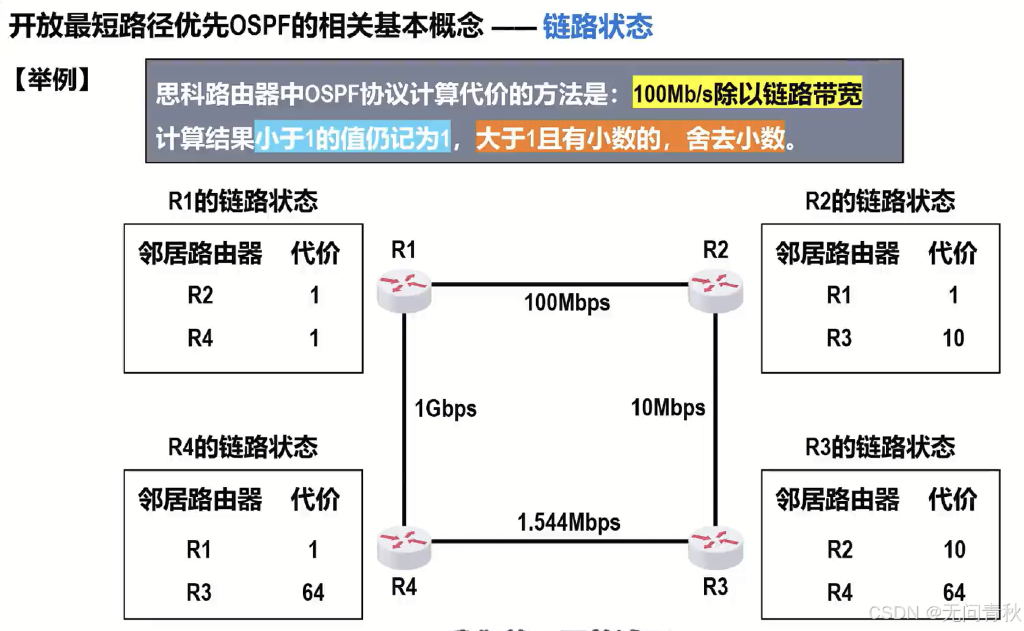 开放最短路径优先OSPF的相关基本概念 —— 链路状态
【举例】
思科路由器中OSPF协议计算代价的方法是：100Mb/s除以链路带宽
计算结果小于1的值仍记为1，大于1且有小数的，舍去小数。
R1的链路状态
邻居路由器 代价
R2 1
R4 1
R2的链路状态
邻居路由器 代价
R1 1
R3 10
R1
R2
100Mbps
1Gbps
10Mbps
1.544Mbps
R4
R3
R4的链路状态
邻居路由器 代价
R1 1
R3 64
R3的链路状态
邻居路由器 代价
R2 10
R4 64
CSDN @无问青秋